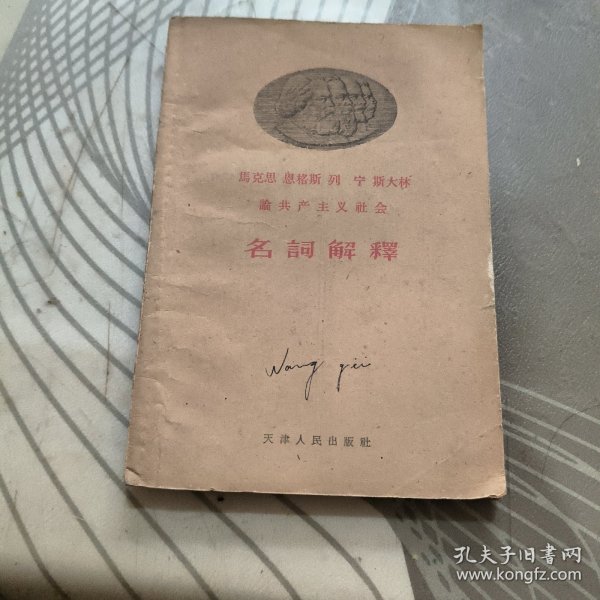 馬克思 恩格斯 列 宁 斯大林
論共产主义社会
名詞解釋
Wang
天津人民出版社
孔夫子旧书网
www.kongfz.com